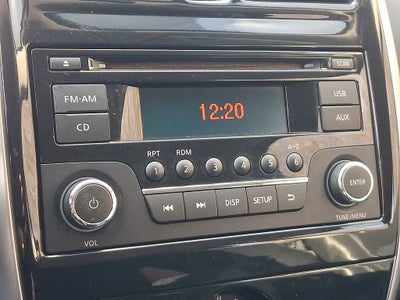 SCAN
FM·AM
12:20
USB
CD
AUX
RPT RDM A-Z
1 2 3 4 5 6
DISP SETUP
ENTER
VOL
TUNE/MENU